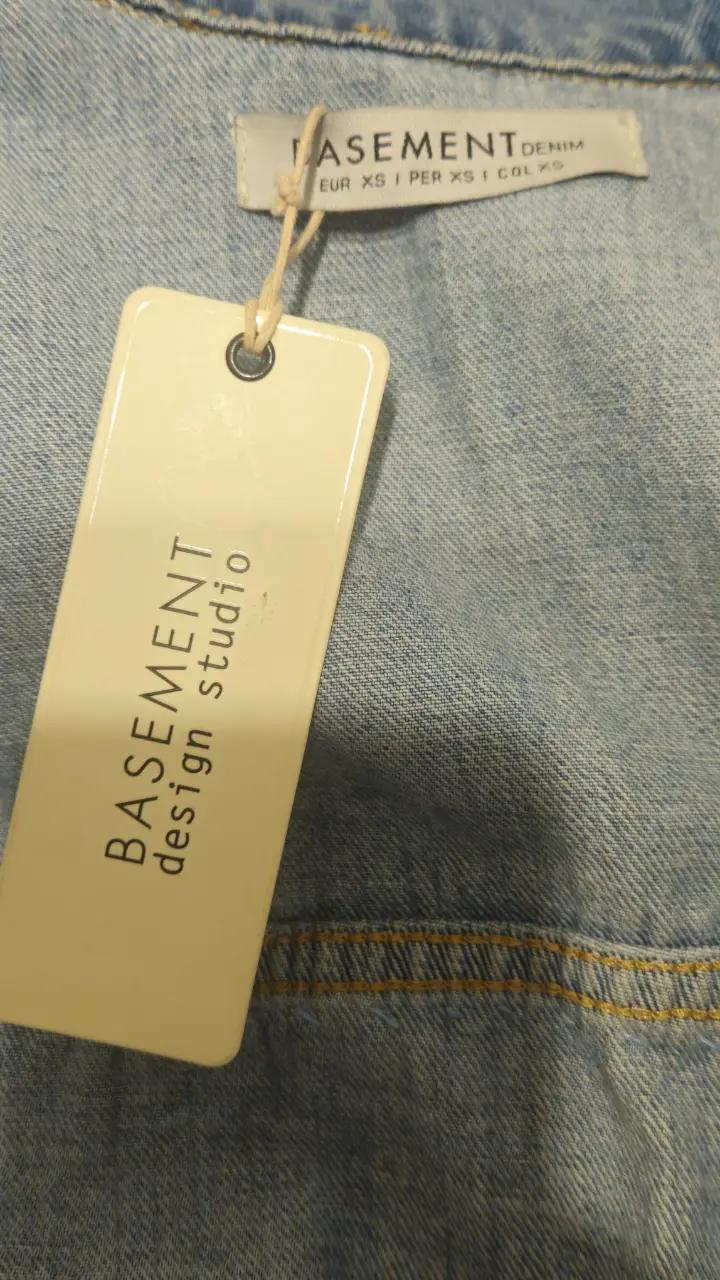 BASEMENT DENIM
EUR XS | PER XS | COL XS
BASEMENT
design studio